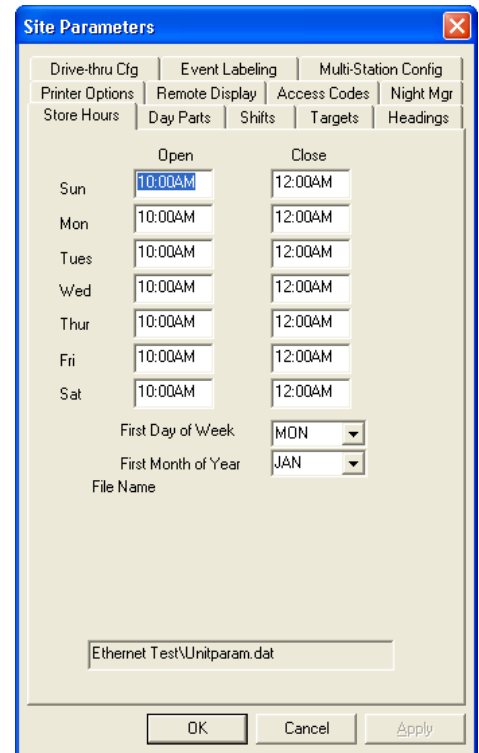 Site Parameters
Drive-thru Cfg Event Labeling Multi-Station Config
Printer Options Remote Display Access Codes Night Mgr
Store Hours Day Parts Shifts Targets Headings
Open Close
Sun 10:00AM 12:00AM
Mon 10:00AM 12:00AM
Tues 10:00AM 12:00AM
Wed 10:00AM 12:00AM
Thur 10:00AM 12:00AM
Fri 10:00AM 12:00AM
Sat 10:00AM 12:00AM
First Day of Week MON
First Month of Year JAN
File Name
Ethernet Test\Unitparam.dat
OK Cancel Apply